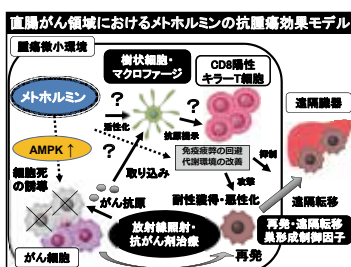 直腸がん領域におけるメトホルミンの抗腫瘍効果モデル
腫瘍微小環境
樹状細胞・
マクロファージ
CD8陽性
キラーT細胞
メトホルミン
?
?
活性化
抗原提示
遠隔臓器
AMPK ↑
?
免疫疲弊の回避
代謝環境の改善
抑制
細胞死
の誘導
取り込み
攻撃
がん抗原
耐性獲得・悪性化
遠隔転移
放射線照射・
抗がん剤治療
再発・遠隔転移
巣形成制御因子
がん細胞
再発